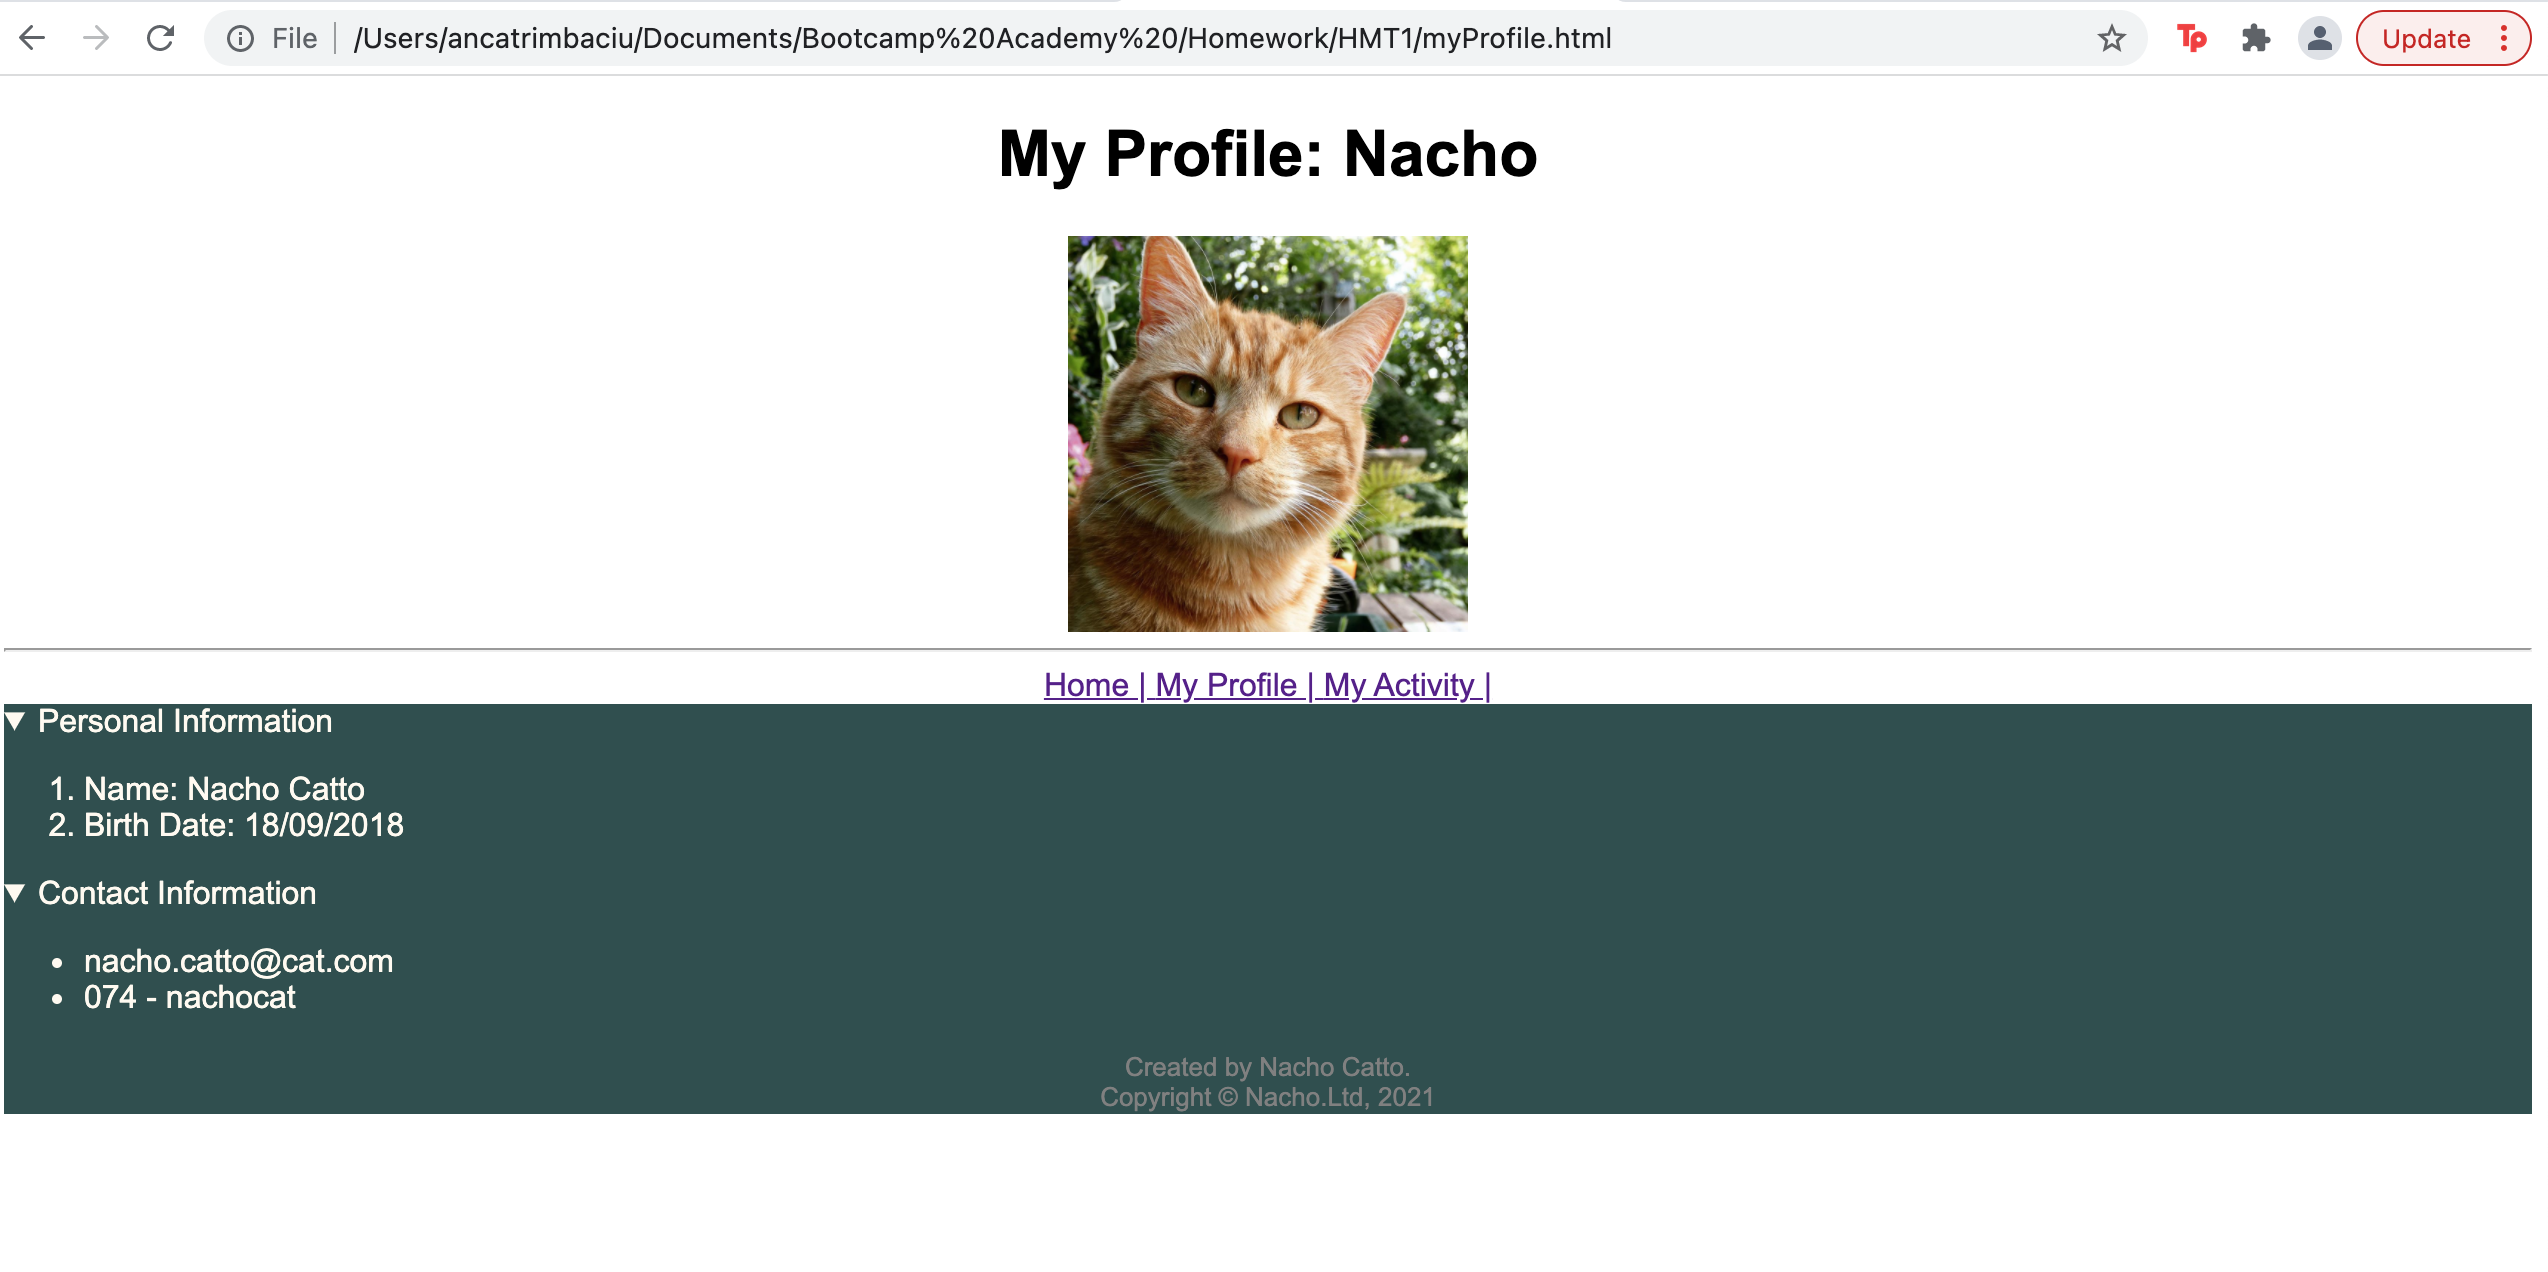 File /Users/ancatrimbaciu/Documents/Bootcamp%20Academy%20/Homework/HMT1/myProfile.html Tp Update
My Profile: Nacho
Home | My Profile | My Activity |
▼ Personal Information
1. Name: Nacho Catto
2. Birth Date: 18/09/2018
▼ Contact Information
• nacho.catto@cat.com
• 074 - nachocat
Created by Nacho Catto.
Copyright © Nacho.Ltd, 2021